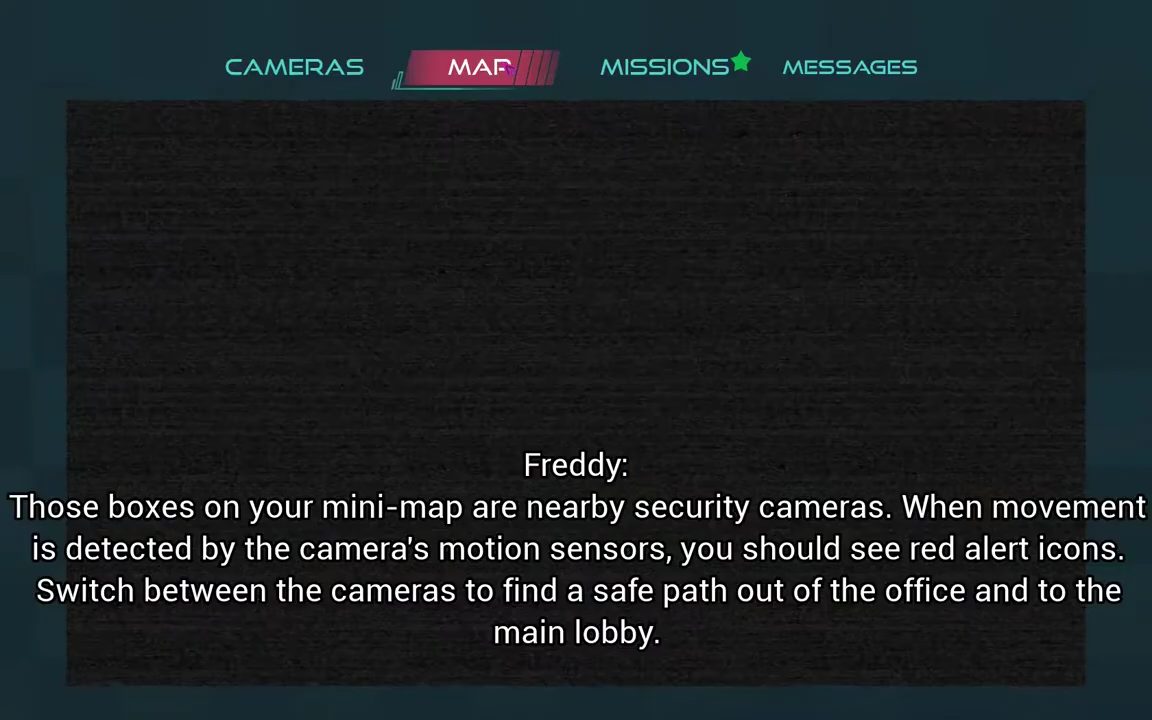 CAMERAS MAP MISSIONS MESSAGES
Freddy:
Those boxes on your mini-map are nearby security cameras. When movement
is detected by the camera's motion sensors, you should see red alert icons.
Switch between the cameras to find a safe path out of the office and to the
main lobby.